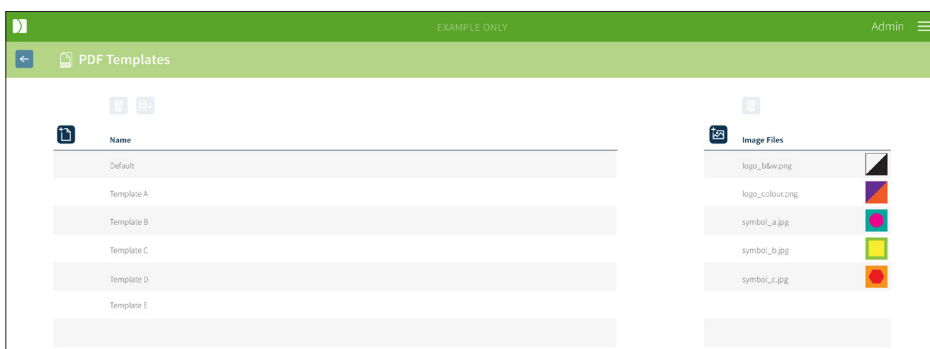 EXAMPLE ONLY
Admin
PDF Templates
Name
Default
Template A
Template B
Template C
Template D
Template E
Image Files
logo_b&w.png
logo_colour.png
symbol_a.jpg
symbol_b.jpg
symbol_c.jpg